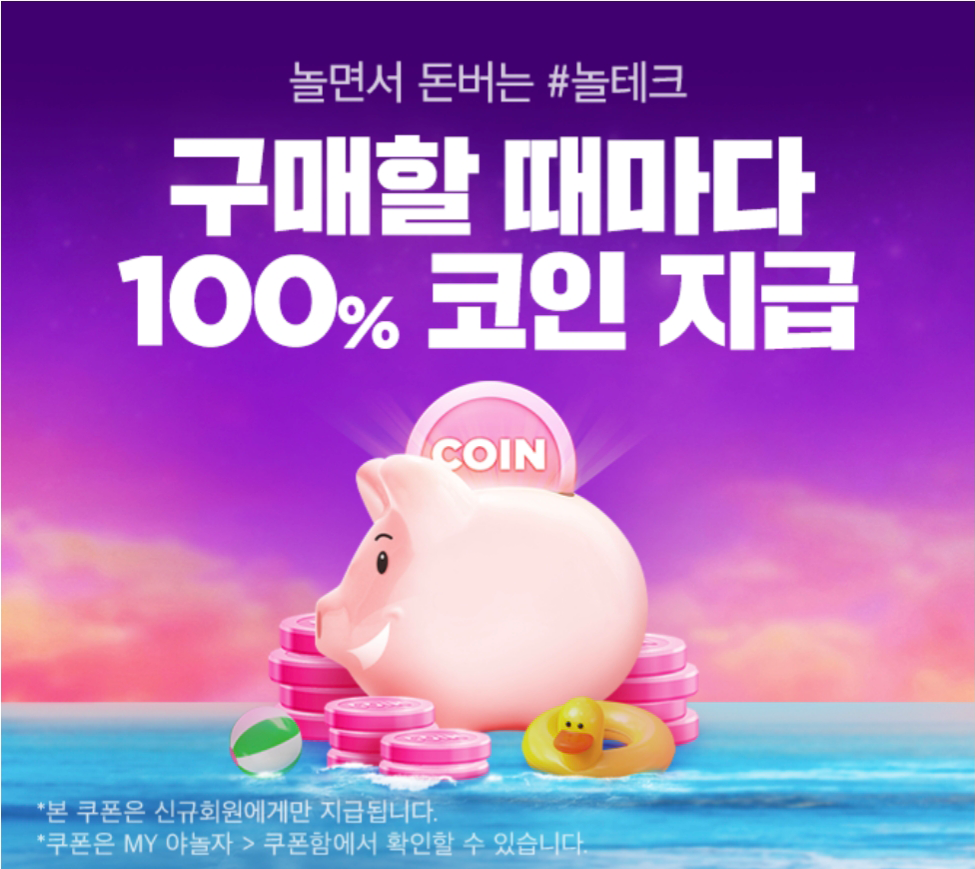 놀면서 돈버는 #놀테크
구매할 때마다
100% 코인 지급
COIN
*본 쿠폰은 신규회원에게만 지급됩니다.
*쿠폰은 MY 야놀자 > 쿠폰함에서 확인할 수 있습니다.